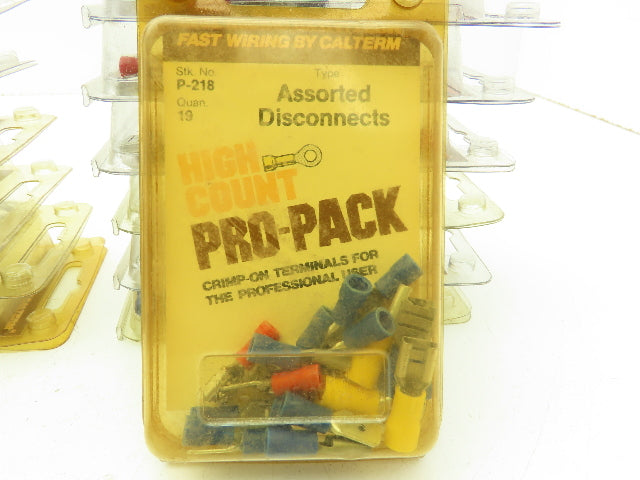 FAST WIRING BY CALTERM
Stk. No.
P-218
Quan.
19
Type
Assorted
Disconnects
HIGH
COUNT
PRO-PACK
CRIMP-ON TERMINALS FOR
THE PROFESSIONAL USER